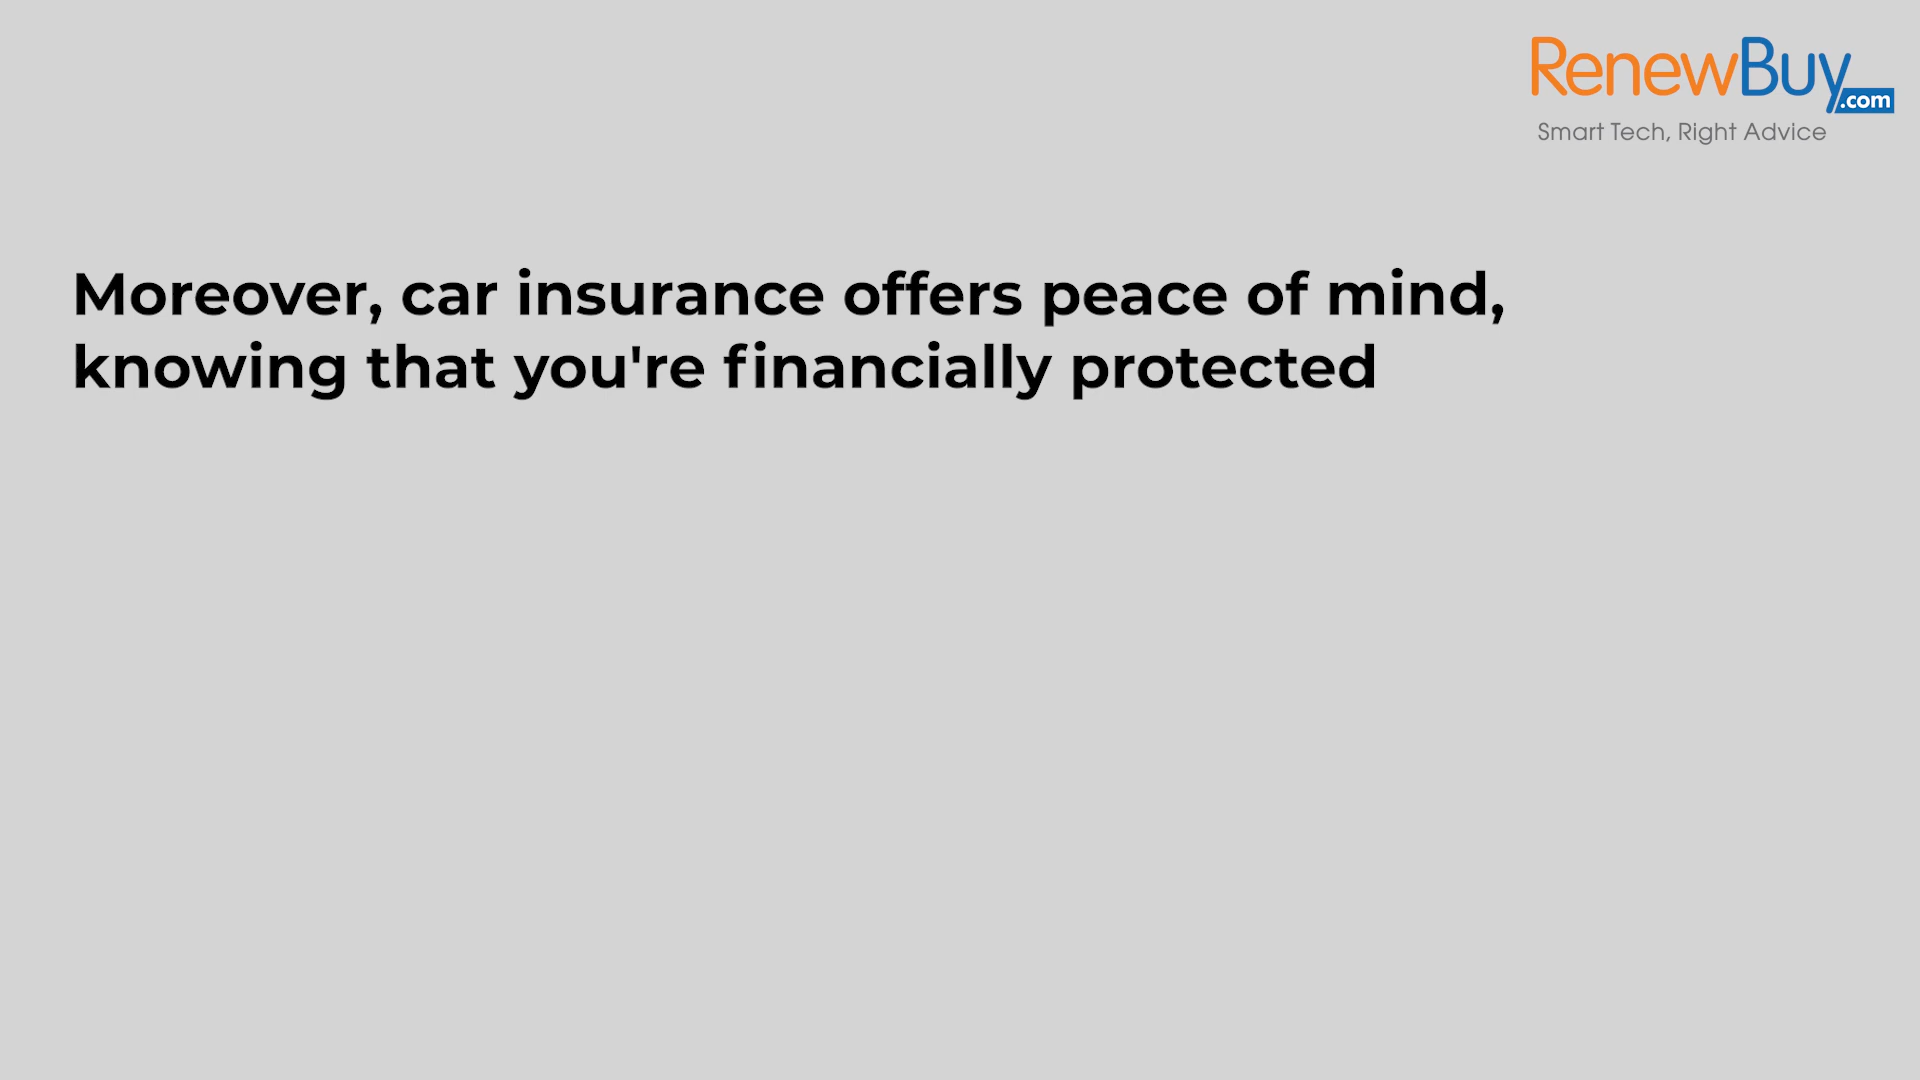 RenewBuy.com
Smart Tech, Right Advice
Moreover, car insurance offers peace of mind,
knowing that you're financially protected